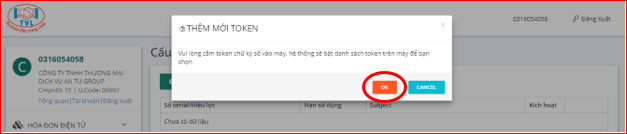 TVL
0316054058
Đăng Xuất
THÊM MỚI TOKEN
×
Vui lòng cắm token chữ ký số vào máy, hệ thống sẽ bật danh sách token trên máy để bạn
chọn
OK
CANCEL
C
0316054058
CÔNG TY TNHH THƯƠNG MẠI -
DỊCH VỤ AN TÚ GROUP
CmpnID: 72 | U.Code: 00007
Tổng quan|Tài khoản|Đăng xuất
HÓA ĐƠN ĐIỆN TỬ
Số serial/Hiệu lực
Hạn sử dụng
Subject
Kích hoạt
Chưa có dữ liệu